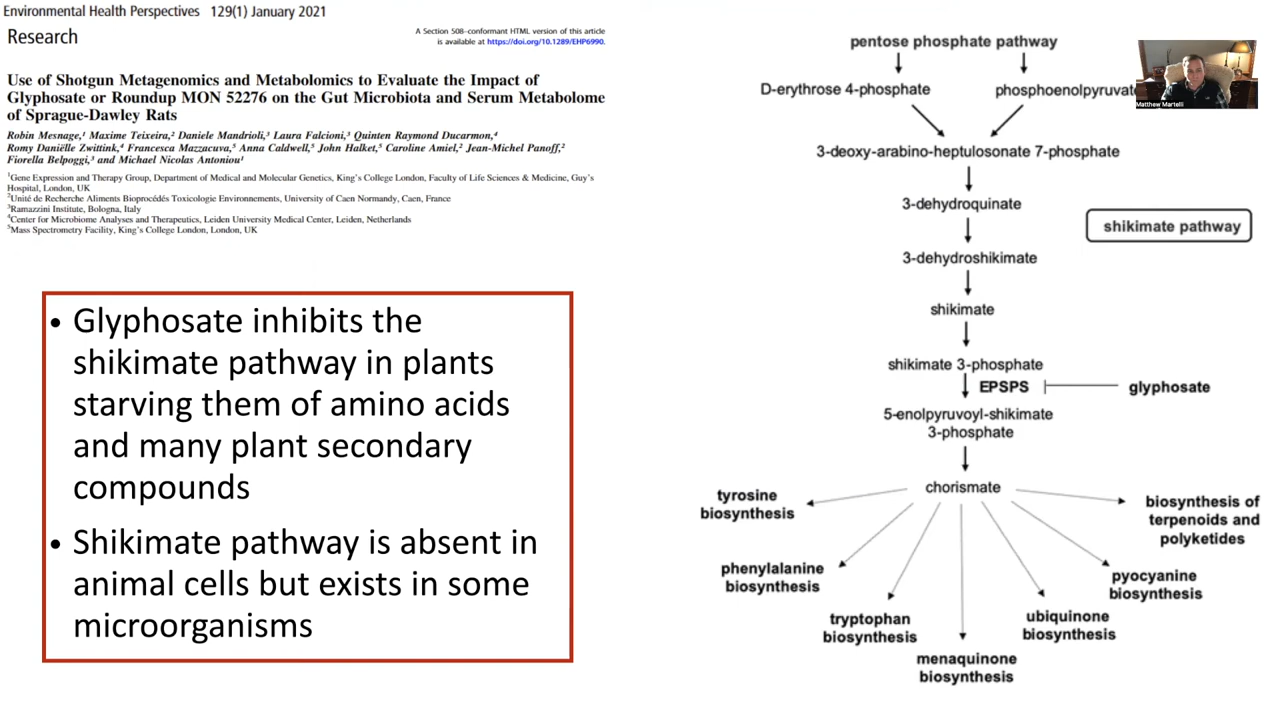 Environmental Health Perspectives 129(1) January 2021
Research
A Section 508-conformant HTML version of this article
is available at https://doi.org/10.1289/EHP6990.
Use of Shotgun Metagenomics and Metabolomics to Evaluate the Impact of
Glyphosate or Roundup MON 52276 on the Gut Microbiota and Serum Metabolome
of Sprague-Dawley Rats
Robin Mesnage,¹ Maxime Teixeira,² Daniele Mandrioli,³ Laura Falcioni,³ Quinten Raymond Ducarmon,⁴
Romy Daniëlle Zwittink,⁴ Francesca Mazzacuva,⁵ Anna Caldwell,⁵ John Halket,⁵ Caroline Amiel,² Jean-Michel Panoff,²
Fiorella Belpoggi,³ and Michael Nicolas Antoniou¹
¹Gene Expression and Therapy Group, Department of Medical and Molecular Genetics, King's College London, Faculty of Life Sciences & Medicine, Guy's
Hospital, London, UK
²Unité de Recherche Aliments Bioprocédés Toxicologie Environnements, University of Caen Normandy, Caen, France
³Ramazzini Institute, Bologna, Italy
⁴Center for Microbiome Analyses and Therapeutics, Leiden University Medical Center, Leiden, Netherlands
⁵Mass Spectrometry Facility, King's College London, London, UK
• Glyphosate inhibits the
shikimate pathway in plants
starving them of amino acids
and many plant secondary
compounds
• Shikimate pathway is absent in
animal cells but exists in some
microorganisms
pentose phosphate pathway
D-erythrose 4-phosphate
phosphoenolpyruvate
Matthew Martelli
3-deoxy-arabino-heptulosonate 7-phosphate
3-dehydroquinate
shikimate pathway
3-dehydroshikimate
shikimate
shikimate 3-phosphate
EPSPS
glyphosate
5-enolpyruvoyl-shikimate
3-phosphate
chorismate
tyrosine
biosynthesis
phenylalanine
biosynthesis
tryptophan
biosynthesis
menaquinone
biosynthesis
ubiquinone
biosynthesis
pyocyanine
biosynthesis
biosynthesis of
terpenoids and
polyketides